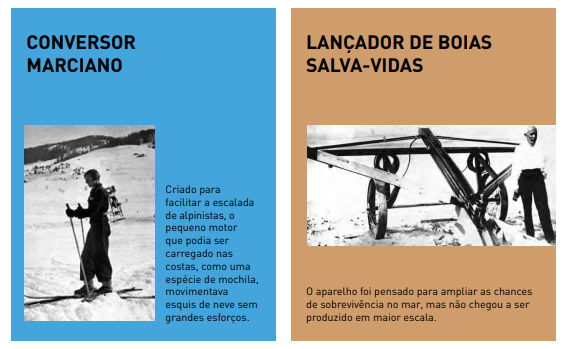 CONVERSOR
MARCIANO
Criado para
facilitar a escalada
de alpinistas, o
pequeno motor
que podia ser
carregado nas
costas, como uma
espécie de mochila,
movimentava
esquis de neve sem
grandes esforços.
LANÇADOR DE BOIAS
SALVA-VIDAS
O aparelho foi pensado para ampliar as chances
de sobrevivência no mar, mas não chegou a ser
produzido em maior escala.